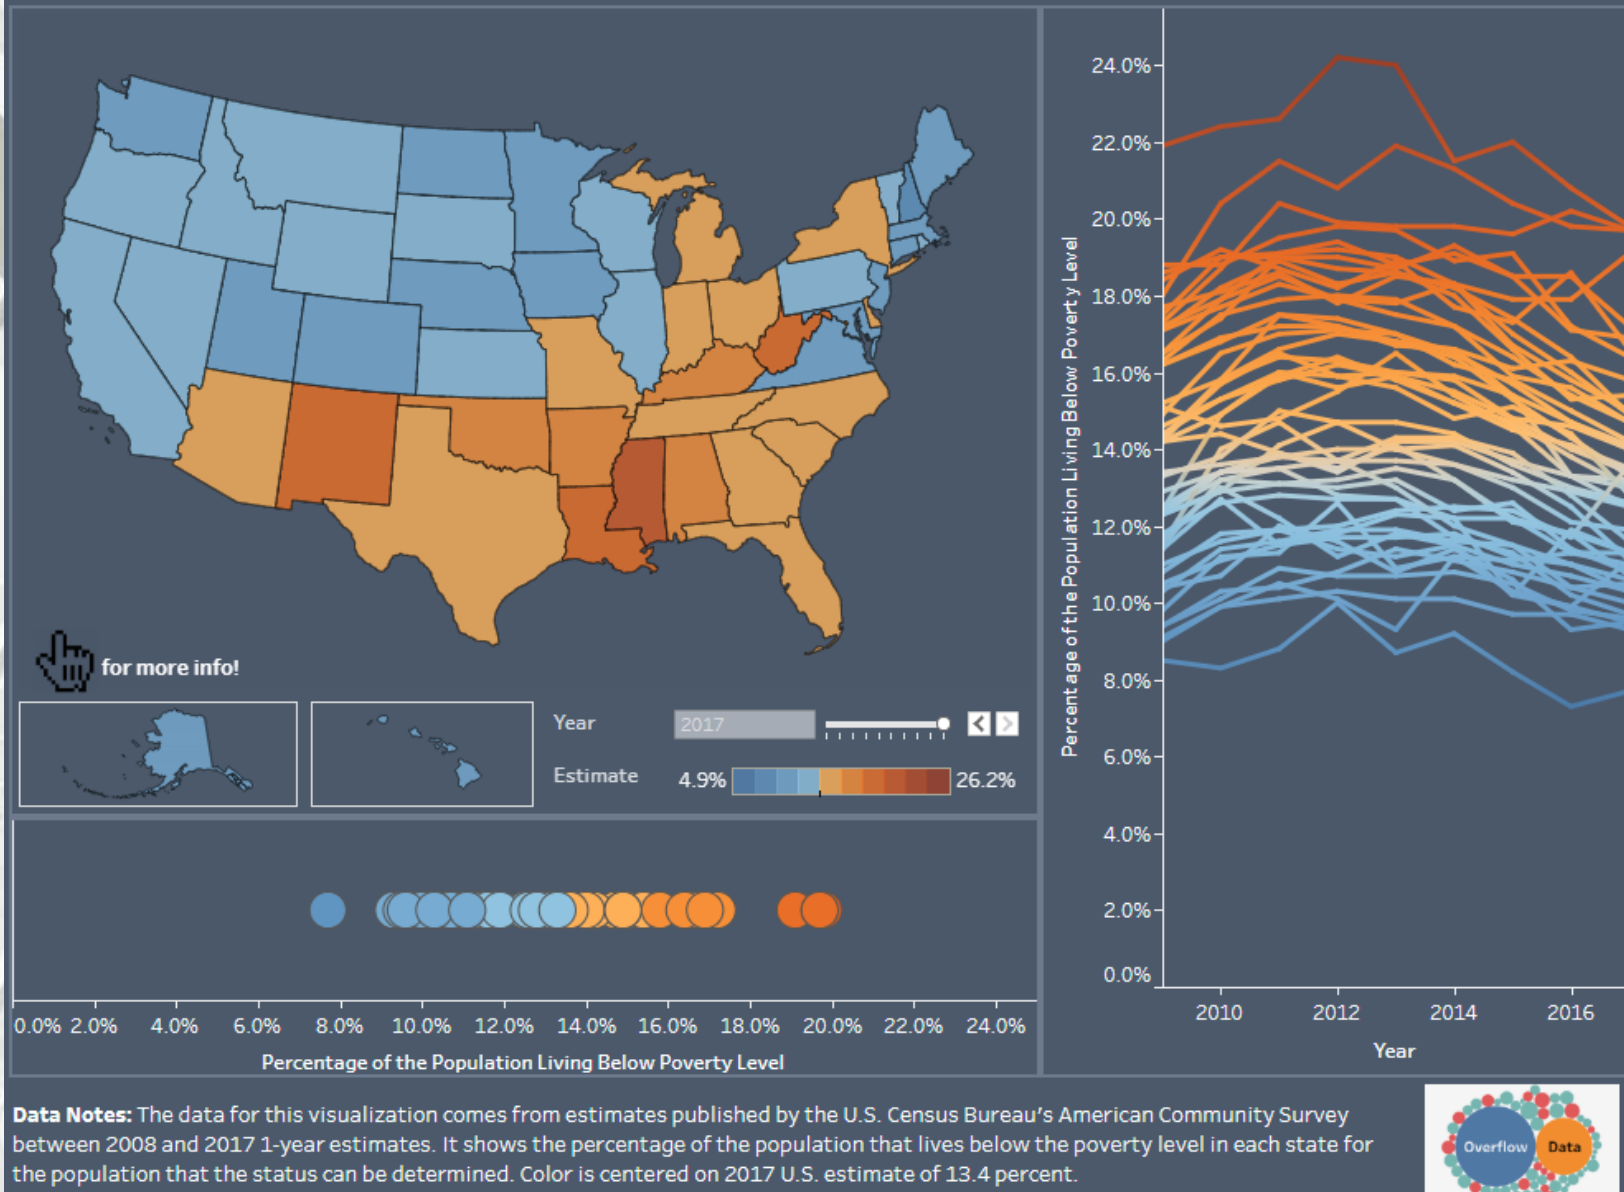 for more info!
Year
2017
Estimate
4.9%
26.2%
0.0% 2.0% 4.0% 6.0% 8.0% 10.0% 12.0% 14.0% 16.0% 18.0% 20.0% 22.0% 24.0%
Percentage of the Population Living Below Poverty Level
24.0%
22.0%
20.0%
18.0%
16.0%
14.0%
12.0%
10.0%
8.0%
6.0%
4.0%
2.0%
0.0%
Percentage of the Population Living Below Poverty Level
2010 2012 2014 2016
Year
Data Notes: The data for this visualization comes from estimates published by the U.S. Census Bureau's American Community Survey
between 2008 and 2017 1-year estimates. It shows the percentage of the population that lives below the poverty level in each state for
the population that the status can be determined. Color is centered on 2017 U.S. estimate of 13.4 percent.
Overflow Data